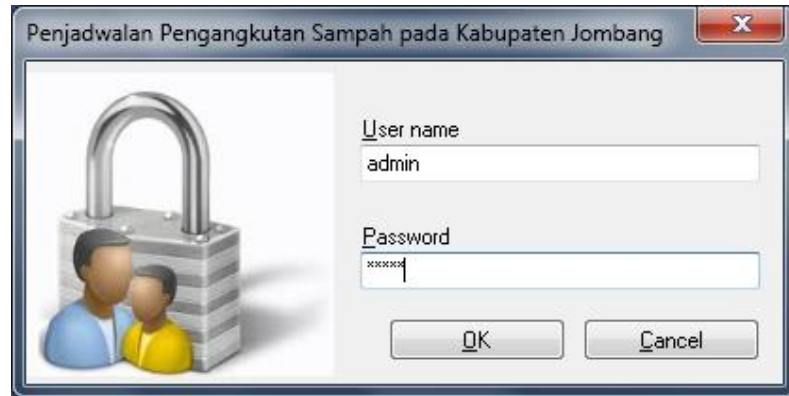 Penjadwalan Pengangkutan Sampah pada Kabupaten Jombang
User name
admin
Password
*****
OK
Cancel